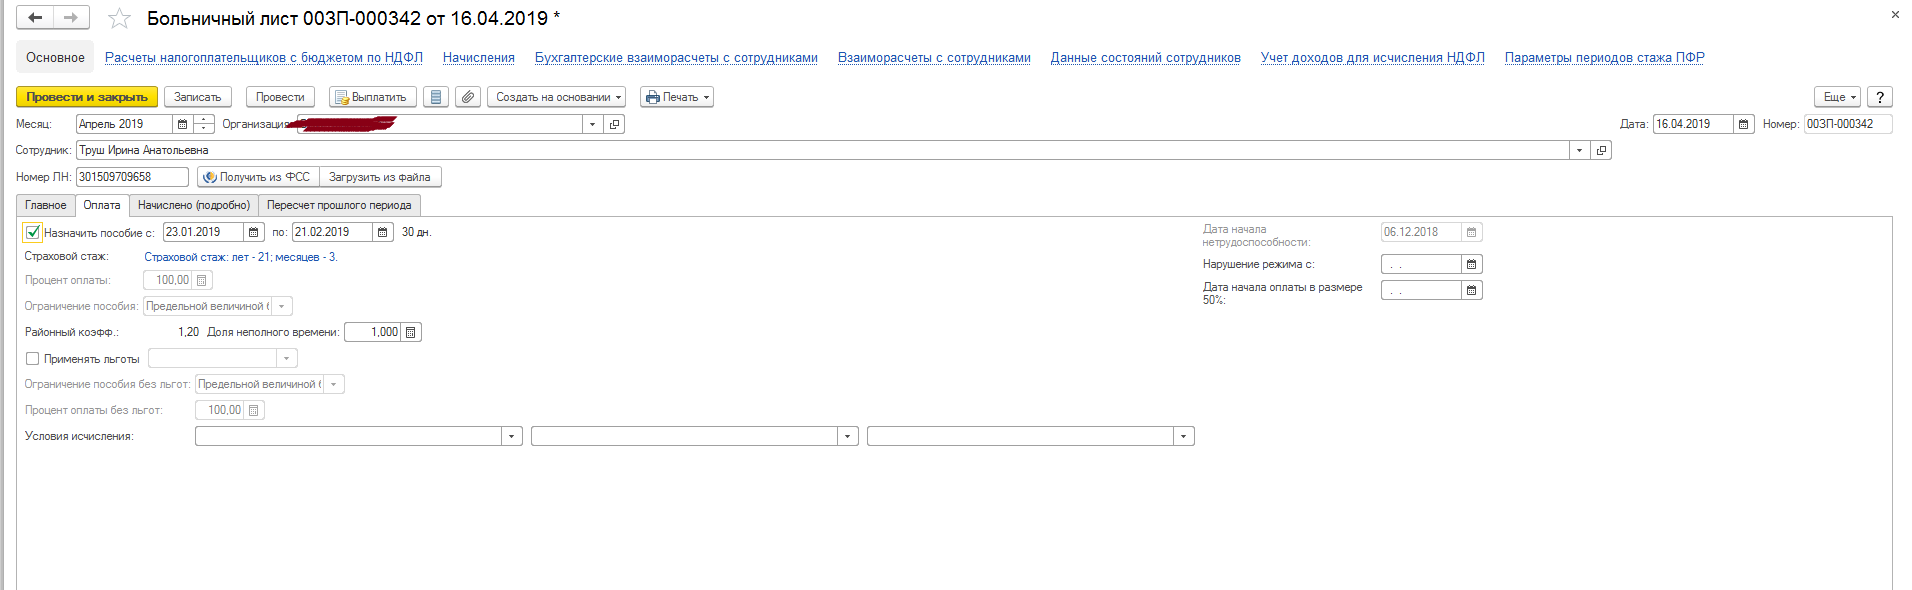 Больничный лист 00ЗП-000342 от 16.04.2019 *
Основное Расчеты налогоплательщиков с бюджетом по НДФЛ Начисления Бухгалтерские взаиморасчеты с сотрудниками Взаиморасчеты с сотрудниками Данные состояний сотрудников Учет доходов для исчисления НДФЛ Параметры периодов стажа ПФР
Провести и закрыть Записать Провести Выплатить Создать на основании Печать Еще ?
Месяц: Апрель 2019 Организация: Дата: 16.04.2019 Номер: 00ЗП-000342
Сотрудник: Труш Ирина Анатольевна
Номер ЛН: 301509709658 Получить из ФСС Загрузить из файла
Главное Оплата Начислено (подробно) Пересчет прошлого периода
Назначить пособие с: 23.01.2019 по: 21.02.2019 30 дн.
Дата начала
нетрудоспособности: 06.12.2018
Страховой стаж: Страховой стаж: лет - 21; месяцев - 3.
Нарушение режима с: . .
Процент оплаты: 100,00
Дата начала оплаты в размере
50%: . .
Ограничение пособия: Предельной величиной б
Районный коэфф.: 1,20 Доля неполного времени: 1,000
Применять льготы
Ограничение пособия без льгот: Предельной величиной (
Процент оплаты без льгот: 100,00
Условия исчисления: